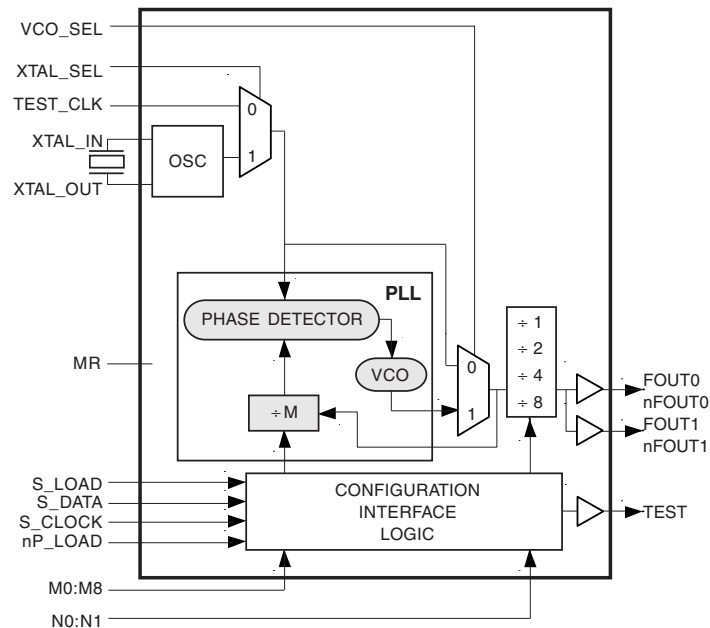 VCO_SEL
XTAL_SEL
TEST_CLK
0
XTAL_IN
OSC
1
XTAL_OUT
PLL
PHASE DETECTOR
÷ 1
÷ 2
÷ 4
÷ 8
MR
VCO
0
1
÷M
FOUT0
nFOUT0
FOUT1
nFOUT1
S_LOAD
S_DATA
S_CLOCK
nP_LOAD
CONFIGURATION
INTERFACE
LOGIC
TEST
M0:M8
N0:N1